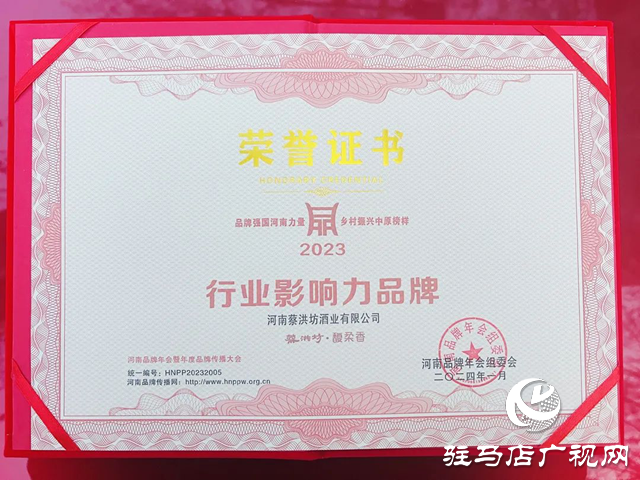 荣誉证书
品牌强国河南力量 乡村振兴中原榜样
2023
行业影响力品牌
河南蔡洪坊酒业有限公司
蔡洪坊·馥柔香
河南品牌年会暨年度品牌传播大会
统一编号：HNPP20232005
河南品牌传播网：http://www.hnppw.org.cn
河南品牌年会组委会
二〇二四年一月
驻马店广视网